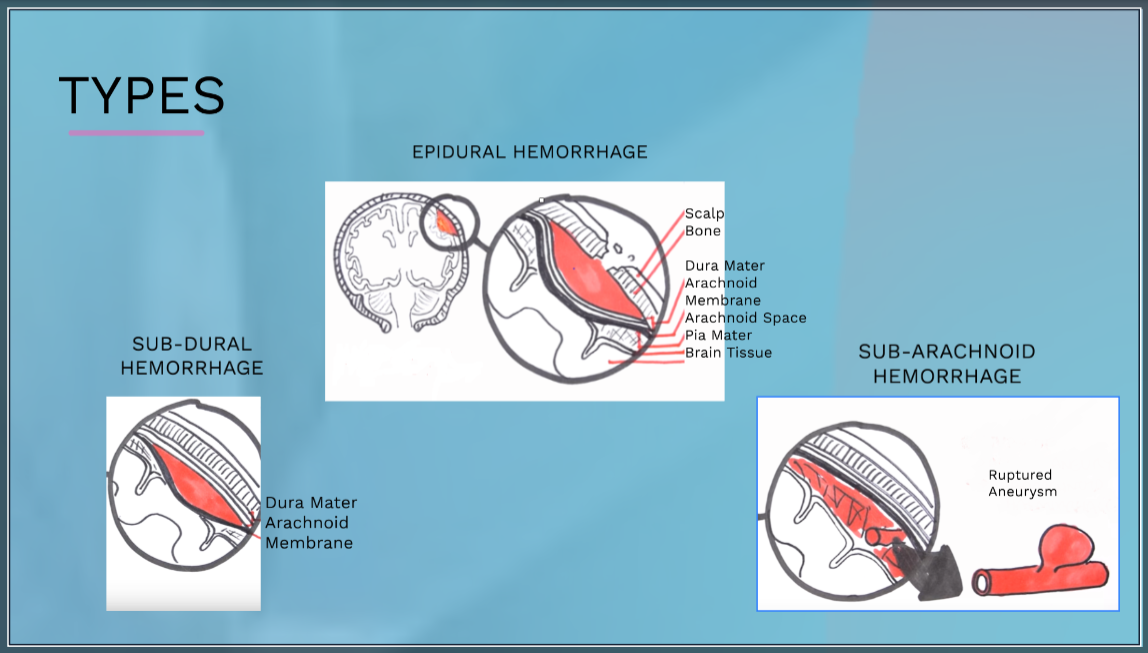 TYPES
EPIDURAL HEMORRHAGE
Scalp
Bone
Dura Mater
Arachnoid
Membrane
Arachnoid Space
Pia Mater
Brain Tissue
SUB-DURAL
HEMORRHAGE
Dura Mater
Arachnoid
Membrane
SUB-ARACHNOID
HEMORRHAGE
Ruptured
Aneurysm